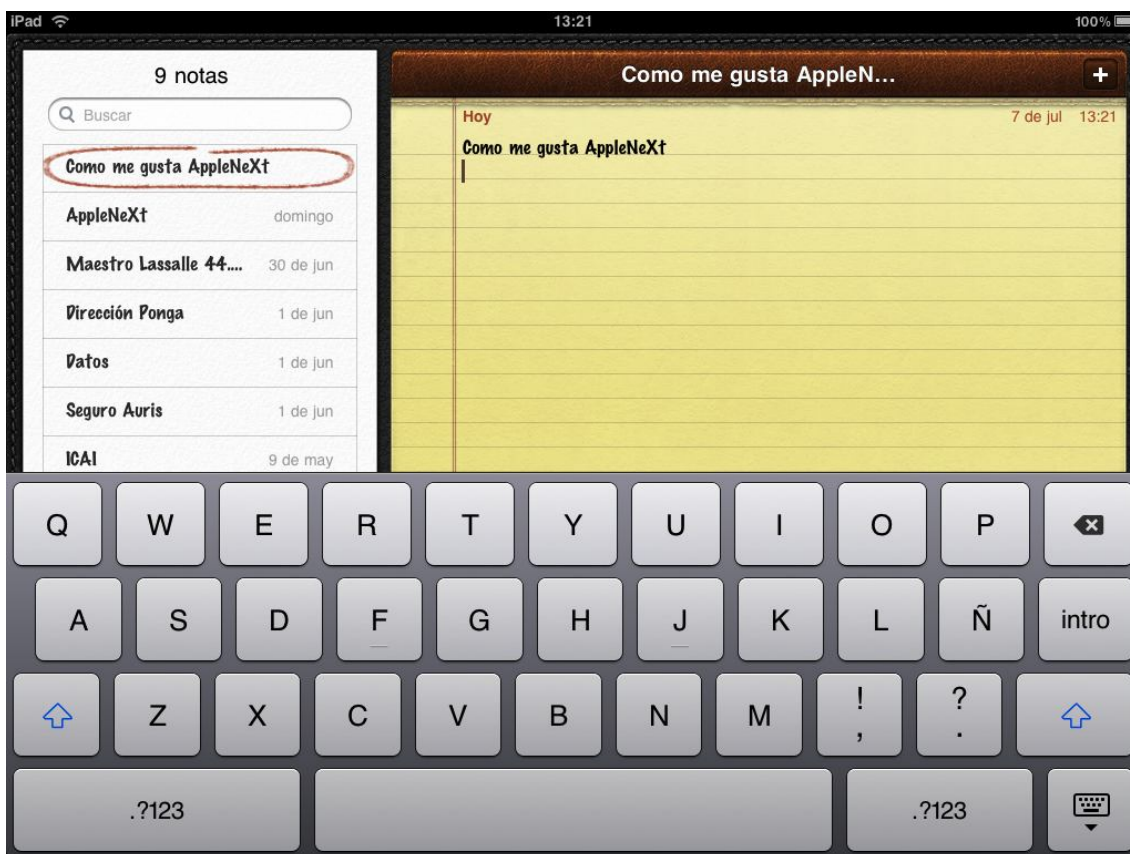 iPad 13:21 100%
9 notas
Buscar
Como me gusta AppleNeXt
AppleNeXt domingo
Maestro Lassalle 44.... 30 de jun
Dirección Ponga 1 de jun
Datos 1 de jun
Seguro Auris 1 de jun
ICAI 9 de may
Como me gusta AppleN...
+
Hoy 7 de jul 13:21
Como me gusta AppleNeXt
Q W E R T Y U I O P
A S D F G H J K L Ñ intro
Z X C V B N M ! , ? .
.?123 .?123